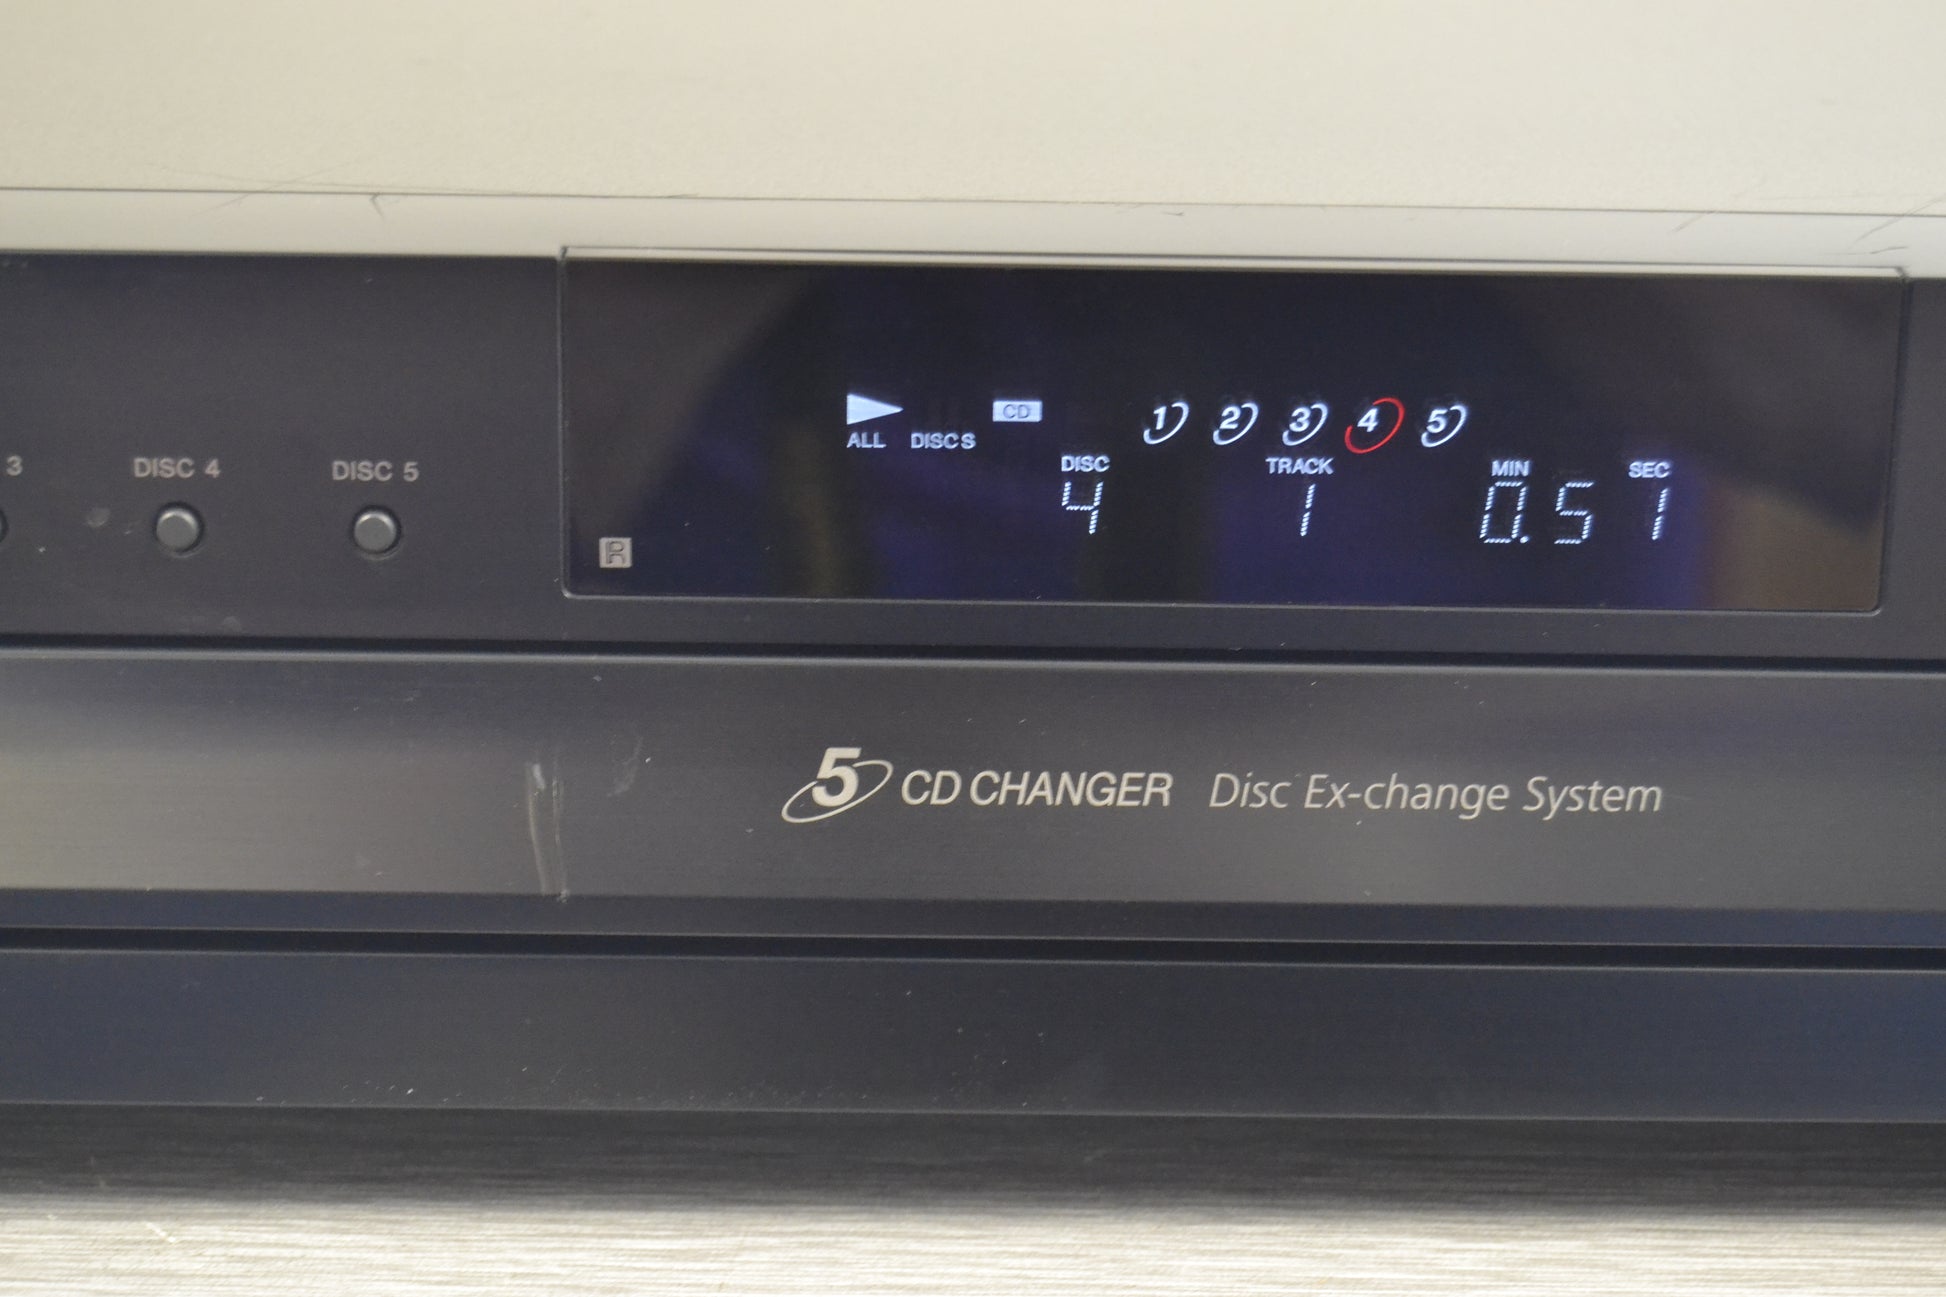 3 DISC 4 DISC 5
CD 1 2 3 4 5
ALL DISCS
DISC TRACK MIN SEC
4 1 0.51
R
5 CD CHANGER Disc Ex-change System